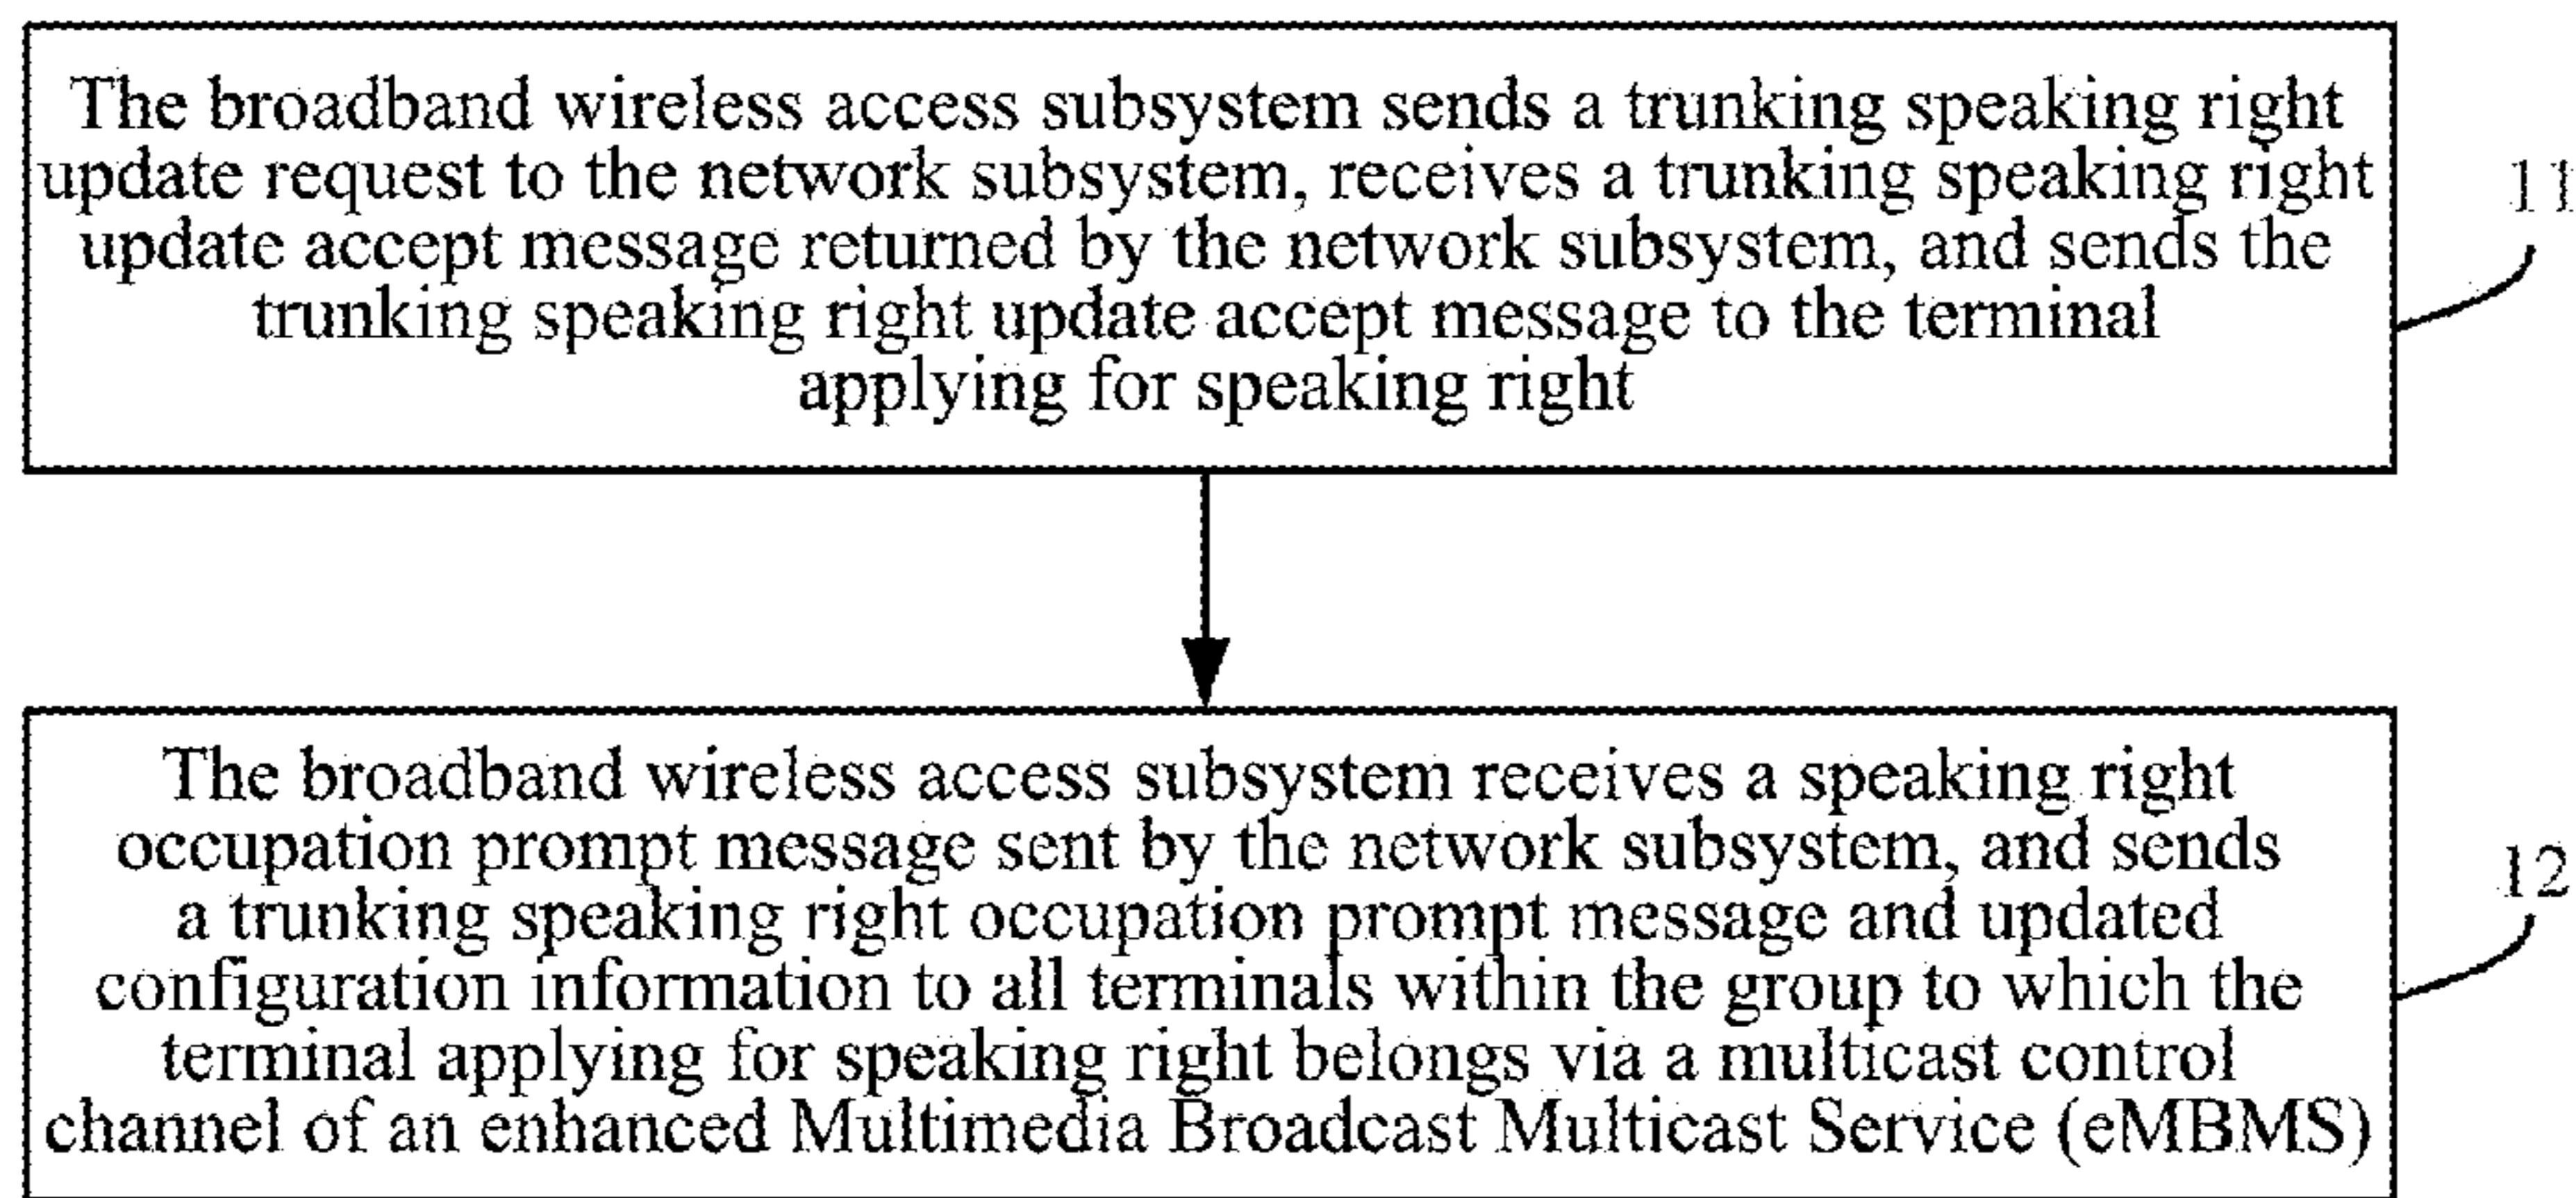 The broadband wireless access subsystem sends a trunking speaking right
update request to the network subsystem, receives a trunking speaking right
update accept message returned by the network subsystem, and sends the
trunking speaking right update accept message to the terminal
applying for speaking right
11
The broadband wireless access subsystem receives a speaking right
occupation prompt message sent by the network subsystem, and sends
a trunking speaking right occupation prompt message and updated
configuration information to all terminals within the group to which the
terminal applying for speaking right belongs via a multicast control
channel of an enhanced Multimedia Broadcast Multicast Service (eMBMS)
12